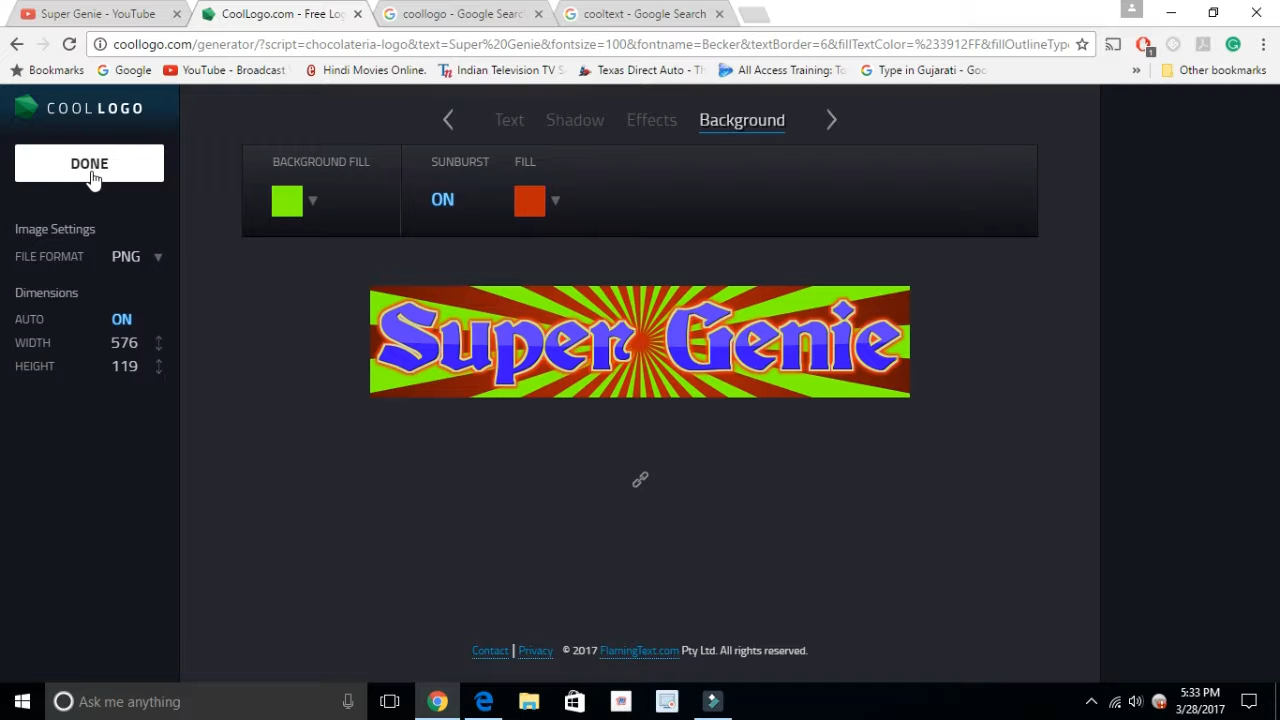 Super Genie - YouTube
CoolLogo.com - Free Lo
coollogo - Google Searc
cooltext - Google Search
coollogo.com/generator/?script=chocolateria-logo&text=Super%20Genie&fontsize=100&fontname=Becker&textBorder=6&fillTextColor=%233912FF&fillOutlineTyp
Bookmarks
Google
YouTube - Broadcast
Hindi Movies Online.
Indian Television TV S
Texas Direct Auto - T
All Access Traning: To
Type in Gujarati - Goo
»
Other bookmarks
COOL LOGO
Text
Shadow
Effects
Background
DONE
BACKGROUND FILL
SUNBURST
FILL
ON
Image Settings
FILE FORMAT PNG
Dimensions
AUTO ON
WIDTH 576
HEIGHT 119
Super Genie
Contact | Privacy © 2017 FlamingText.com Pty Ltd. All rights reserved.
Ask me anything
5:33 PM
3/28/2017